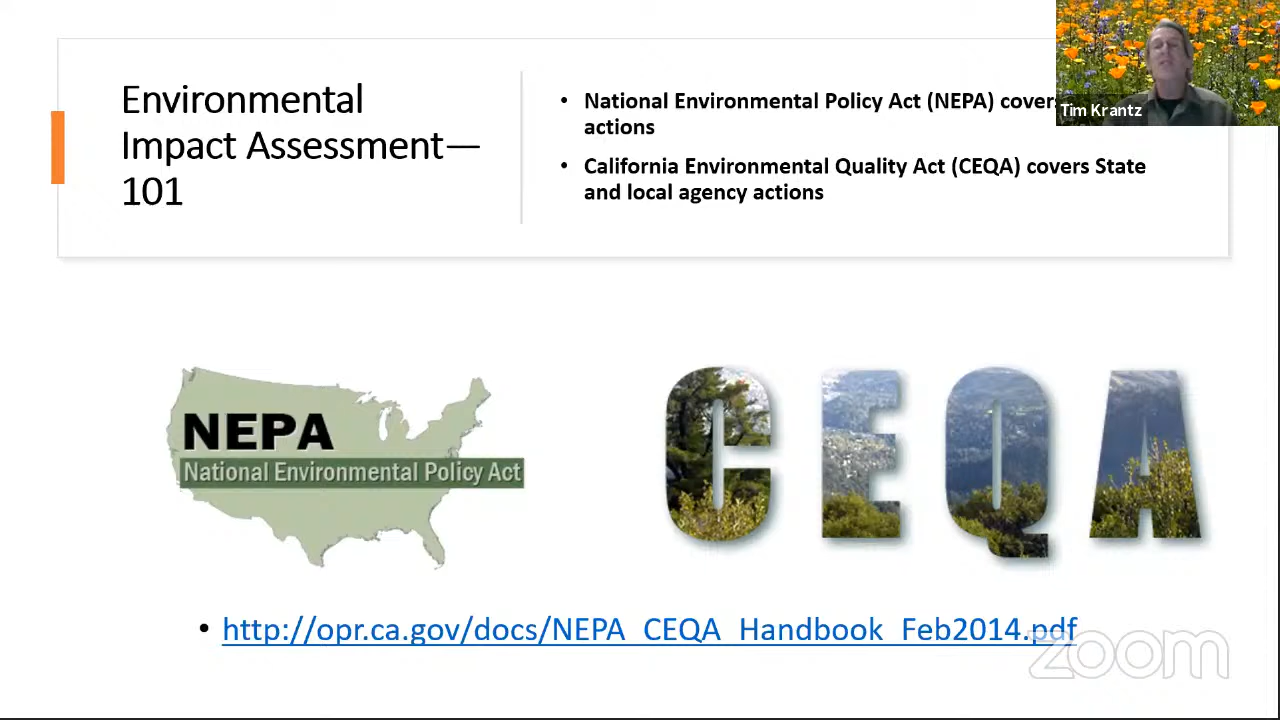 Environmental
Impact Assessment—
101
• National Environmental Policy Act (NEPA) cover
actions
• California Environmental Quality Act (CEQA) covers State
and local agency actions
Tim Krantz
NEPA
National Environmental Policy Act
CEQA
• http://opr.ca.gov/docs/NEPA_CEQA_Handbook_Feb2014.pdf
zoom